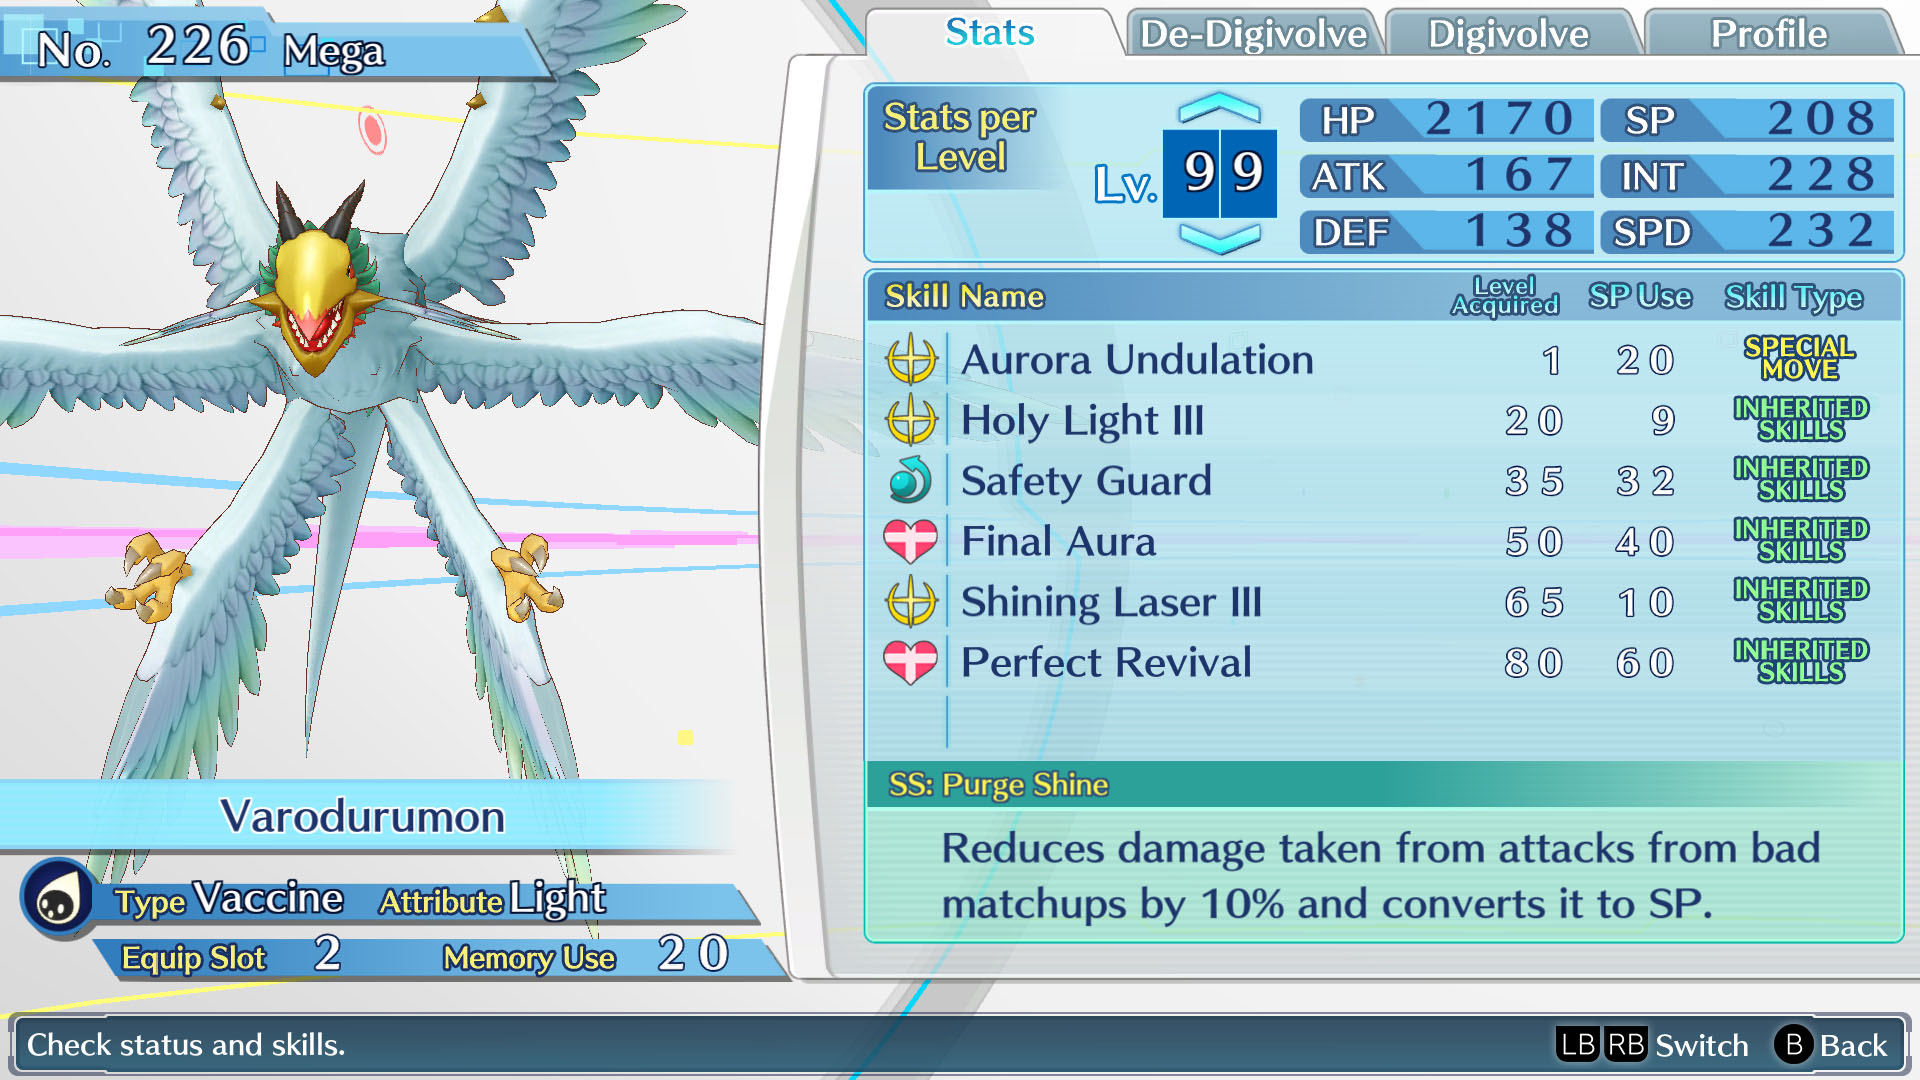 No. 226 Mega
Stats
De-Digivolve
Digivolve
Profile
Stats per
Level
Lv. 99
HP 2170
SP 208
ATK 167
INT 228
DEF 138
SPD 232
Skill Name
Level
Acquired
SP Use
Skill Type
Aurora Undulation 1 20 SPECIAL
MOVE
Holy Light III 20 9 INHERITED
SKILLS
Safety Guard 35 32 INHERITED
SKILLS
Final Aura 50 40 INHERITED
SKILLS
Shining Laser III 65 10 INHERITED
SKILLS
Perfect Revival 80 60 INHERITED
SKILLS
SS: Purge Shine
Reduces damage taken from attacks from bad
matchups by 10% and converts it to SP.
Varodurumon
Type Vaccine Attribute Light
Equip Slot 2 Memory Use 20
Check status and skills.
LB RB Switch B Back